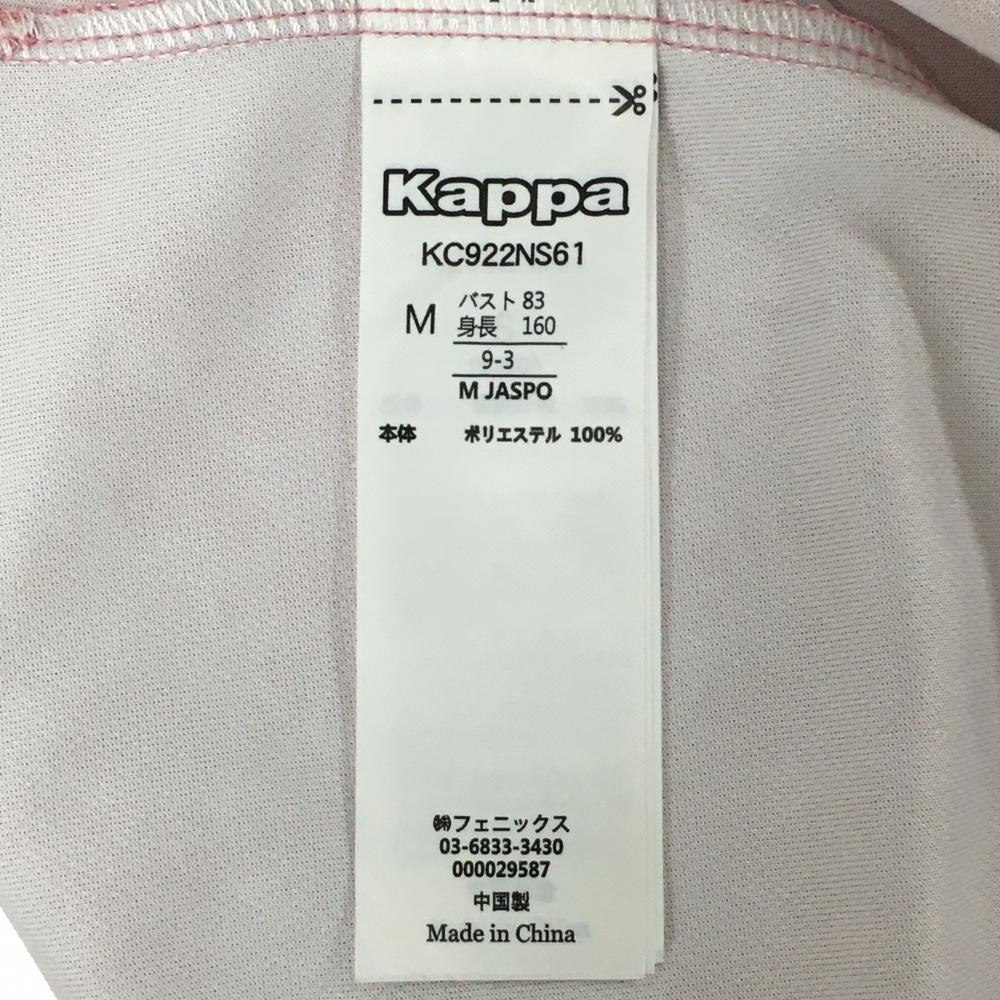 Kappa
KC922NS61
M
バスト 83
身長 160
9-3
M JASPO
本体 ポリエステル 100%
㈱フェニックス
03-6833-3430
000029587
中国製
Made in China